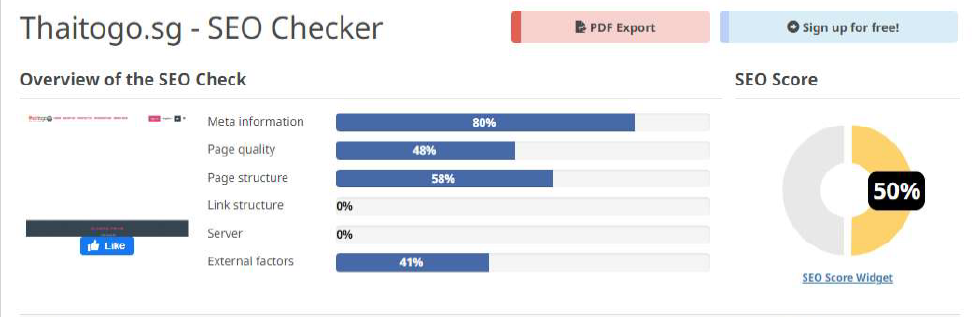 Thaitogo.sg - SEO Checker
PDF Export
Sign up for free!
Overview of the SEO Check
SEO Score
Meta information 80%
Page quality 48%
Page structure 58%
Link structure 0%
Server 0%
External factors 41%
Like
50%
SEO Score Widget